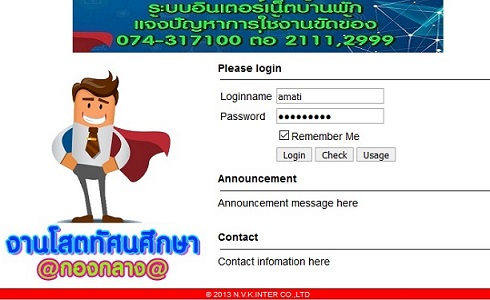 ระบบอินเตอร์เน็ตบ้านพัก
แจ้งปัญหาการใช้งานขัดข้อง
074-317100 ต่อ 2111,2999
Please login
Loginname amati
Password
Remember Me
Login Check Usage
Announcement
Announcement message here
Contact
Contact infomation here
งานโสตทัศนศึกษา
@กองกลาง@
© 2013 N.V.K.INTER CO.,LTD